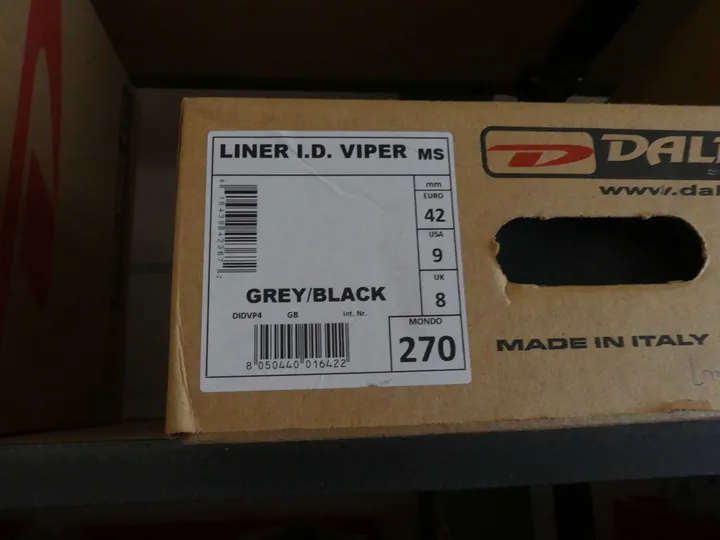 LINER I.D. VIPER MS
mm
EURO
42
USA
9
UK
8
GREY/BLACK
DIDVP4 GB Int. Nr.
MONDO
270
8 050440 016422
DAL
www.dal
MADE IN ITALY